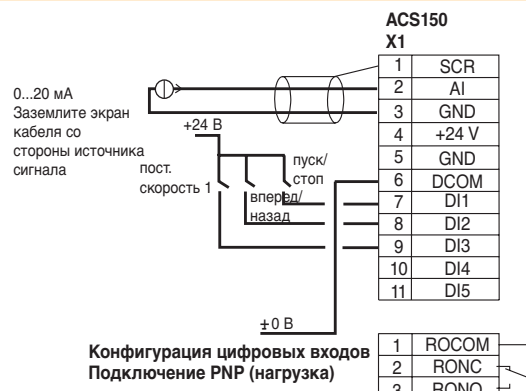 ACS150
X1
1 SCR
2 AI
3 GND
4 +24 V
5 GND
6 DCOM
7 DI1
8 DI2
9 DI3
10 DI4
11 DI5
0...20 мА
Заземлите экран
кабеля со
стороны источника
сигнала
+24 В
пост.
скорость 1
вперед/
назад
пуск/
стоп
±0 В
Конфигурация цифровых входов
Подключение PNP (нагрузка)
1 ROCOM
2 RONC
3 RONO